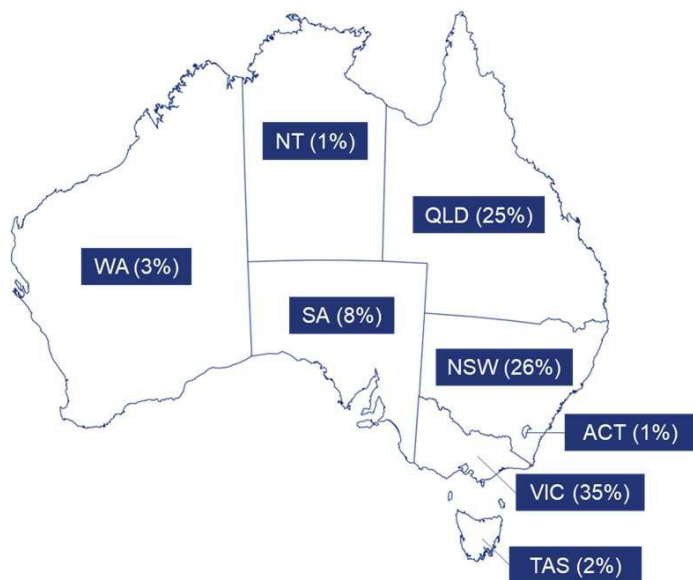 NT (1%)
QLD (25%)
WA (3%)
SA (8%)
NSW (26%)
ACT (1%)
VIC (35%)
TAS (2%)